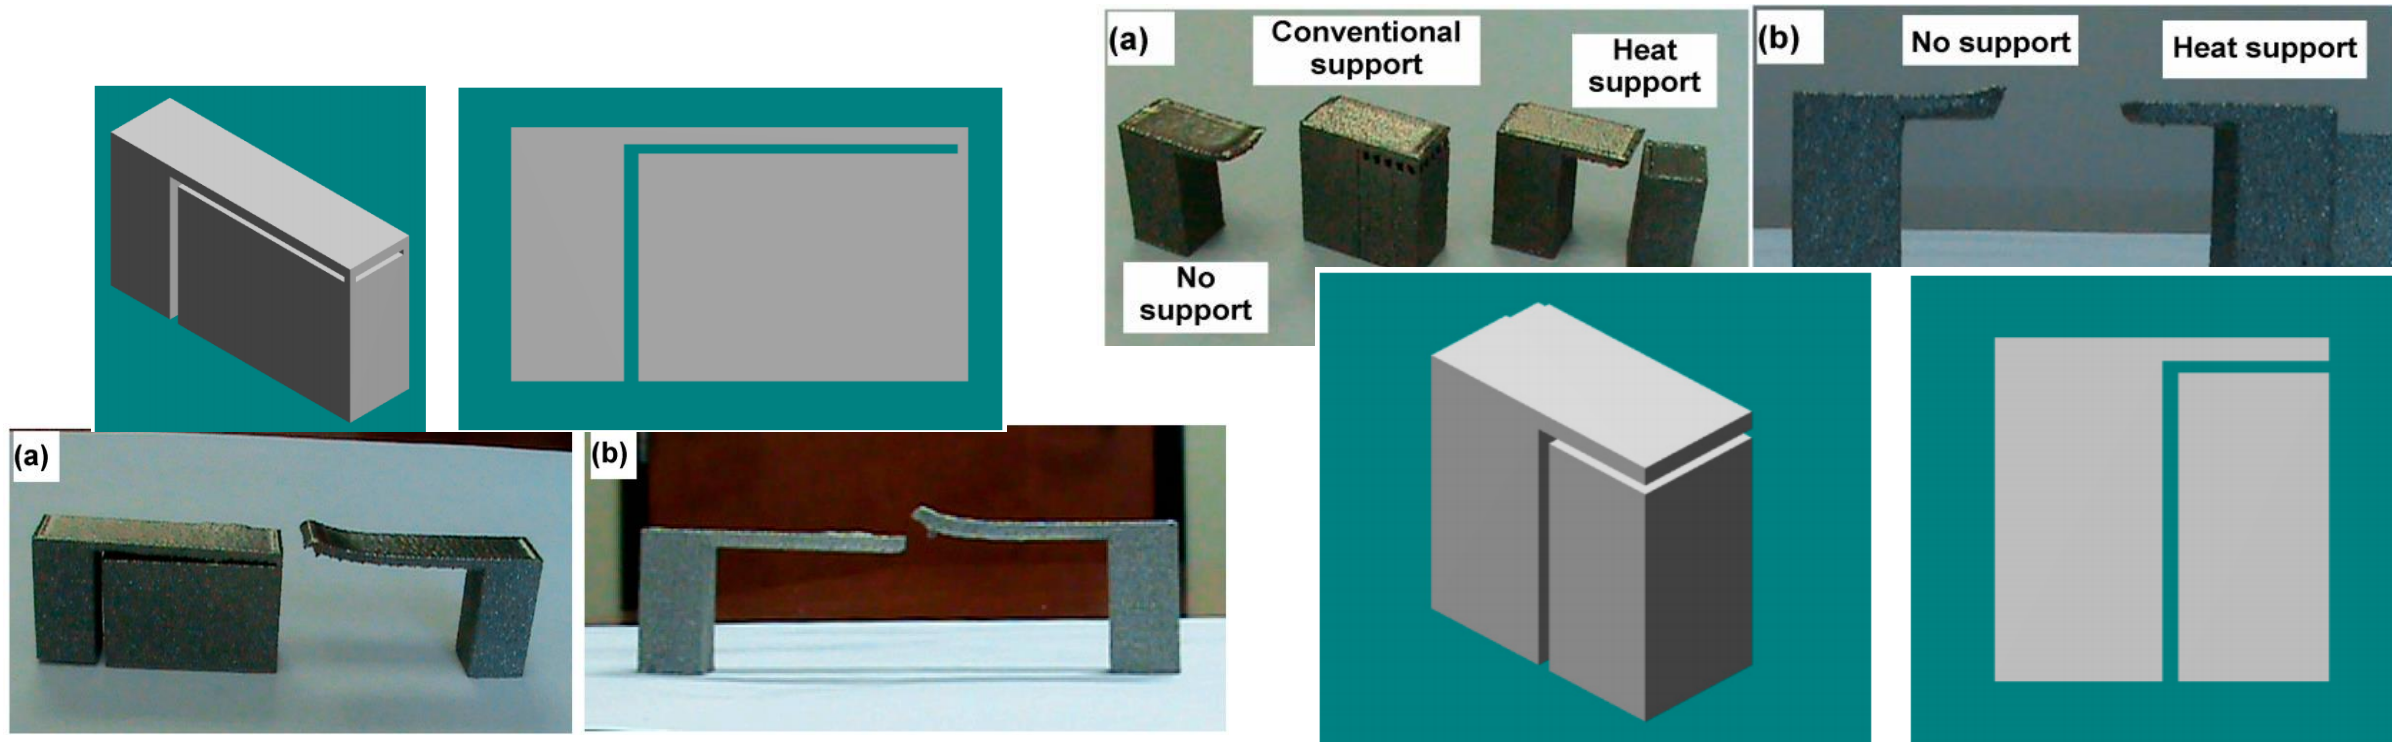 (a)
Conventional
support
Heat
support
No
support
(b)
No support
Heat support
(a)
(b)